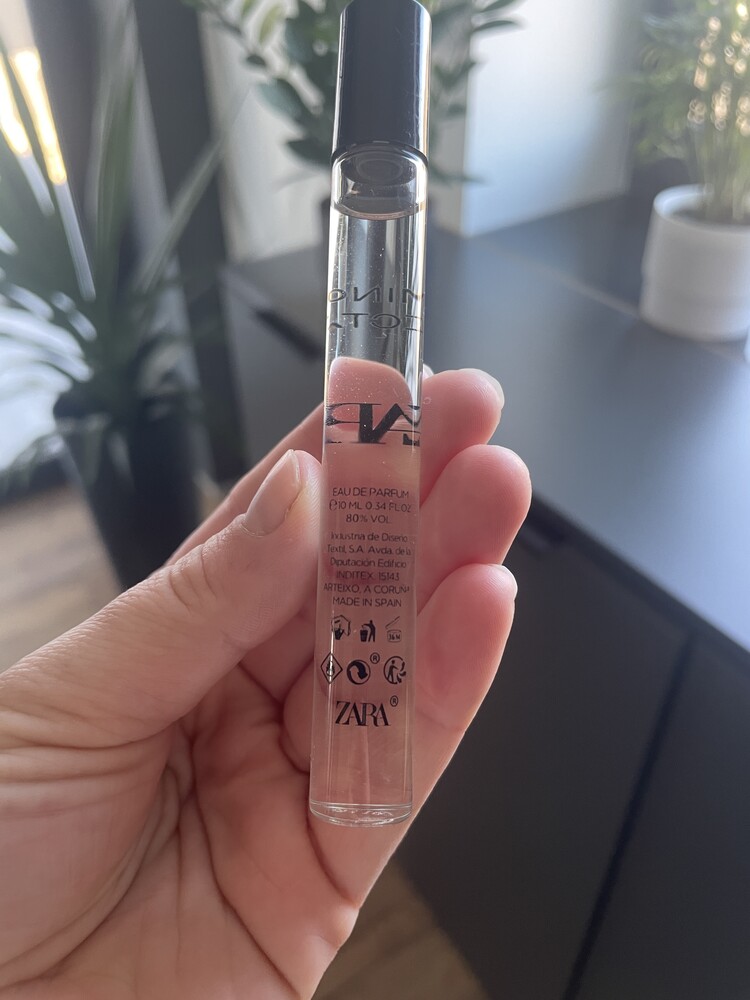 EAU DE PARFUM
℮10 ML 0.34 FL.OZ
80% VOL.
Industria de Diseño
Textil, S.A. Avda. de la
Diputación Edificio
INDITEX, 15143
ARTEIXO, A CORUÑA
MADE IN SPAIN
36M
ZARA®